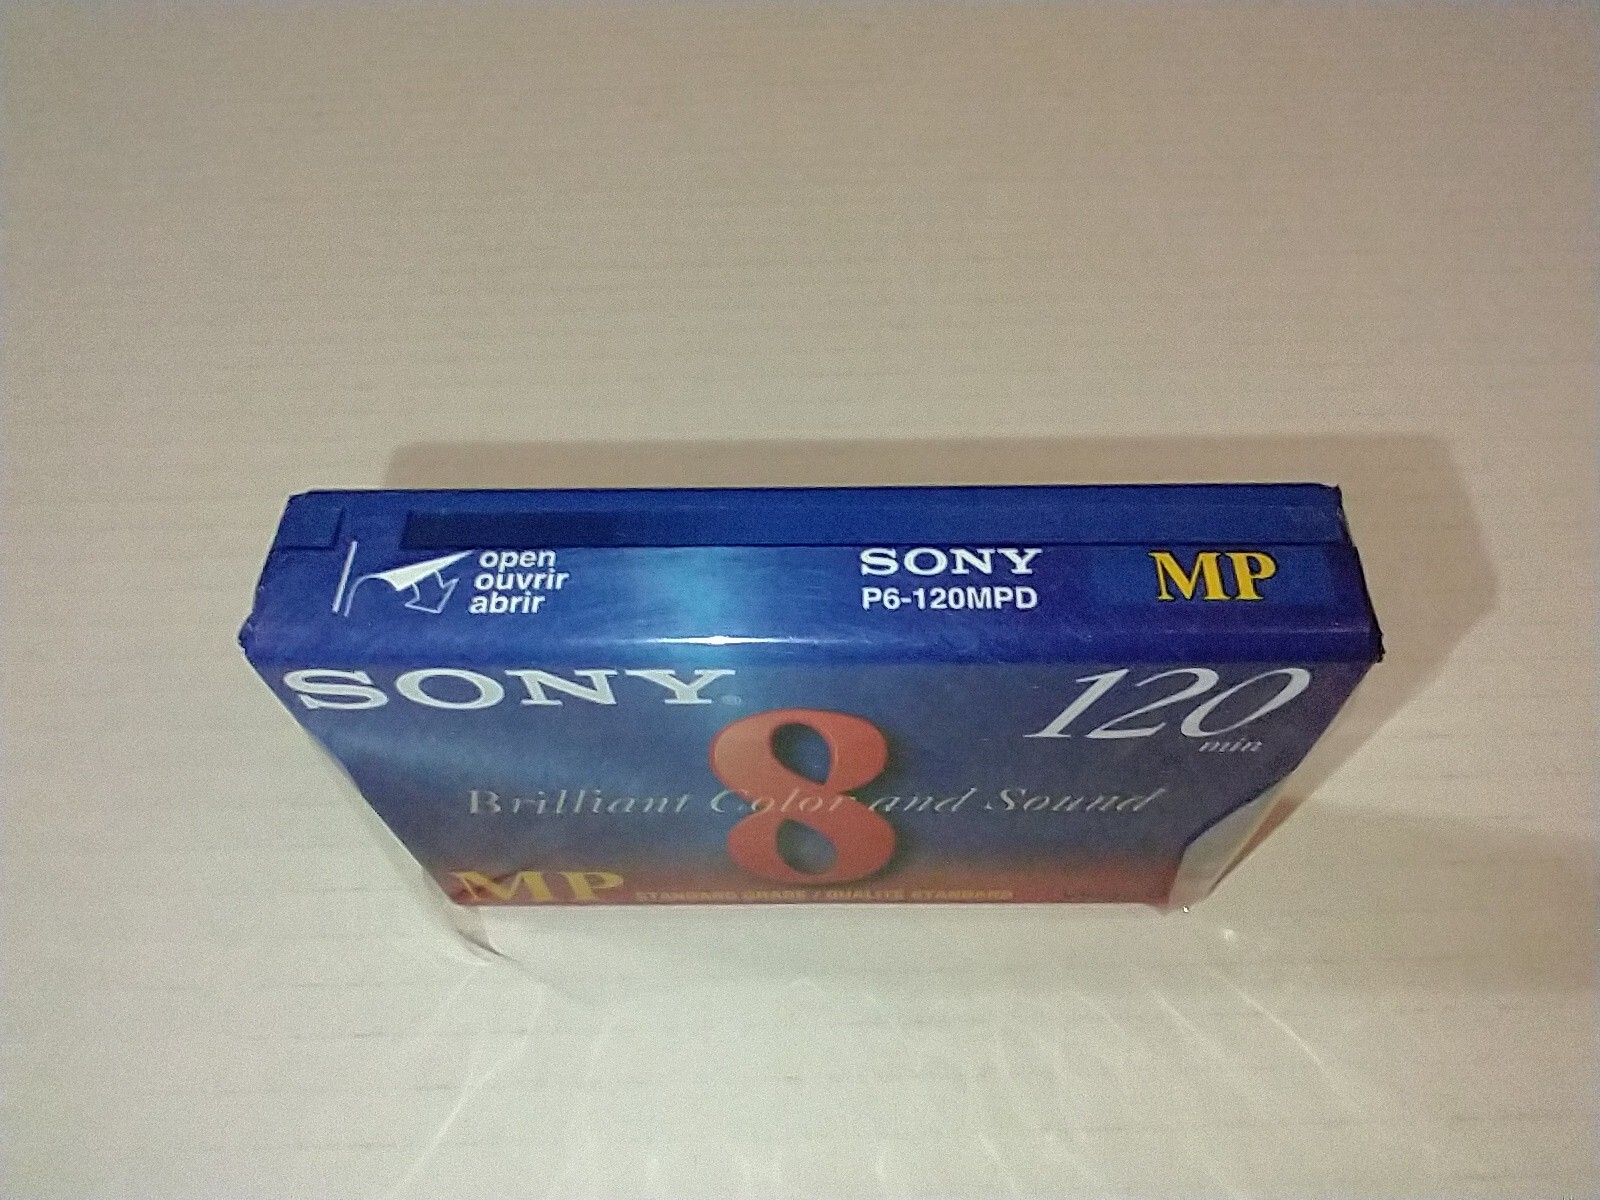 open
ouvrir
abrir
SONY
P6-120MPD
MP
SONY®
120
min
8
Brilliant Color and Sound
MP
STANDARD GRADE / QUALITÉ STANDARD